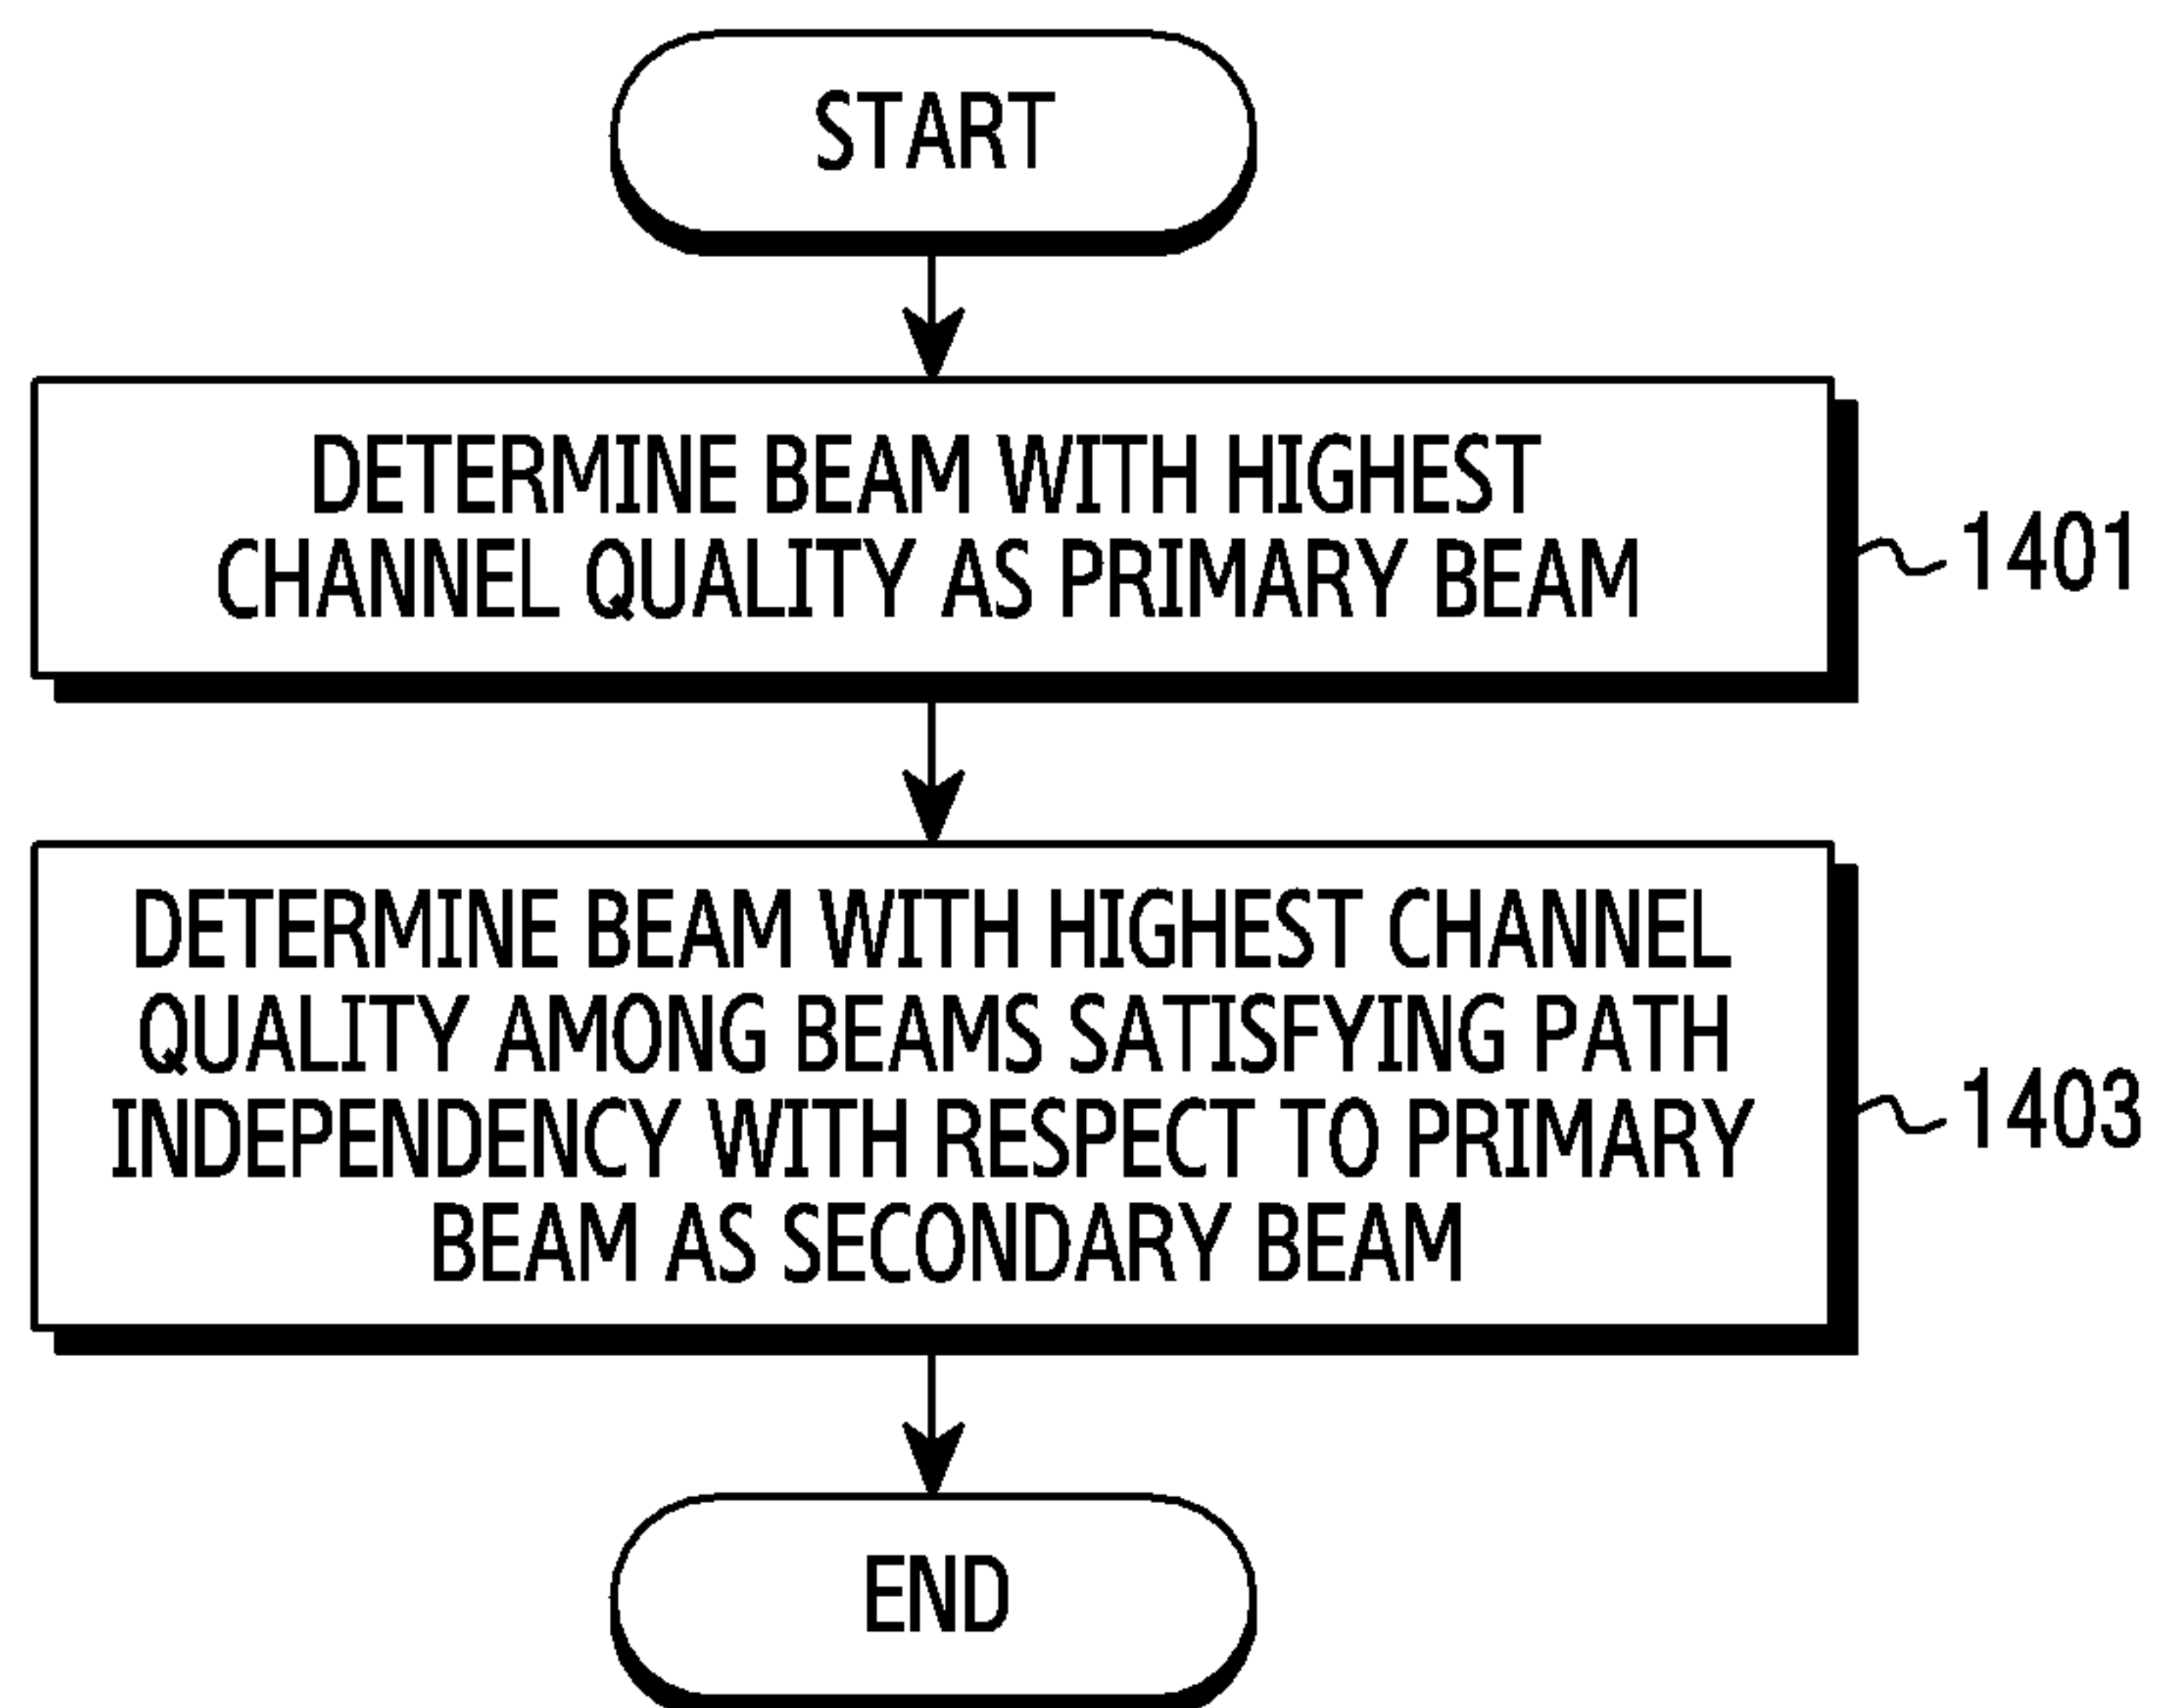 START
DETERMINE BEAM WITH HIGHEST
CHANNEL QUALITY AS PRIMARY BEAM
1401
DETERMINE BEAM WITH HIGHEST CHANNEL
QUALITY AMONG BEAMS SATISFYING PATH
INDEPENDENCY WITH RESPECT TO PRIMARY
BEAM AS SECONDARY BEAM
1403
END